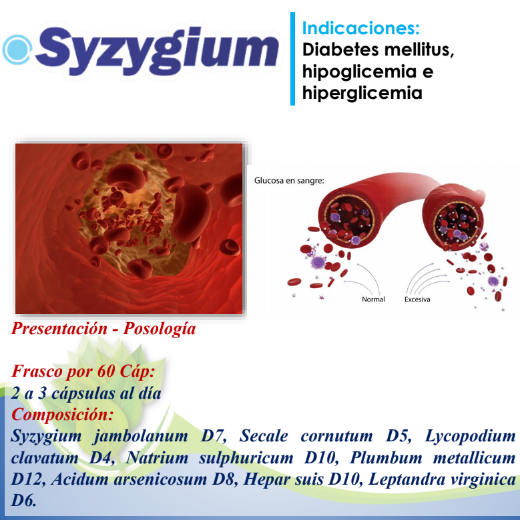 Syzygium
Indicaciones:
Diabetes mellitus,
hipoglicemia e
hiperglicemia
Glucosa en sangre:
Normal
Excesiva
Presentación - Posología
Frasco por 60 Cáp:
2 a 3 cápsulas al día
Composición:
Syzygium jambolanum D7, Secale cornutum D5, Lycopodium
clavatum D4, Natrium sulphuricum D10, Plumbum metallicum
D12, Acidum arsenicosum D8, Hepar suis D10, Leptandra virginica
D6.